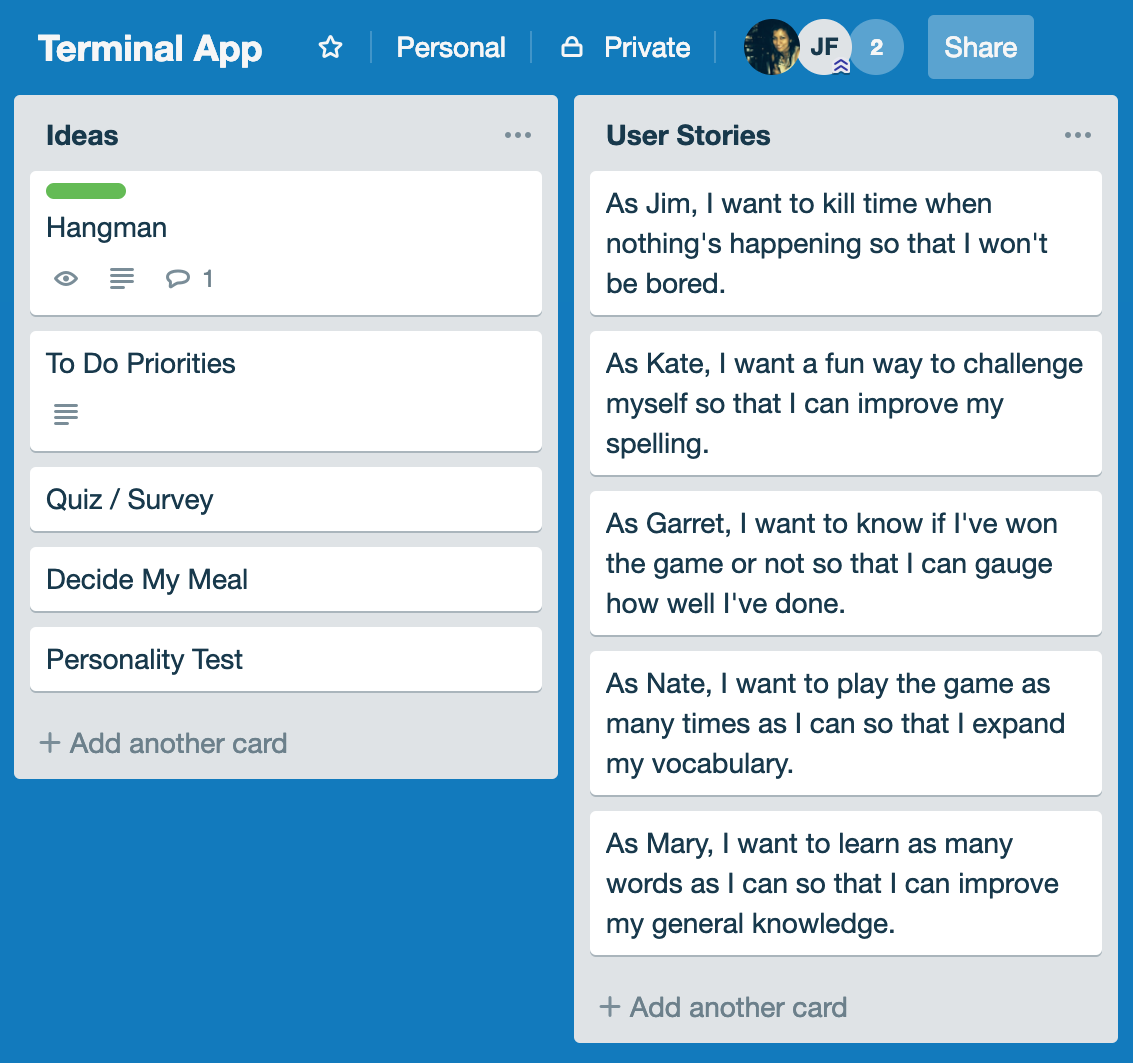 Terminal App
Personal
Private
JF
2
Share
Ideas
Hangman
1
To Do Priorities
Quiz / Survey
Decide My Meal
Personality Test
+ Add another card
User Stories
As Jim, I want to kill time when
nothing's happening so that I won't
be bored.
As Kate, I want a fun way to challenge
myself so that I can improve my
spelling.
As Garret, I want to know if I've won
the game or not so that I can gauge
how well I've done.
As Nate, I want to play the game as
many times as I can so that I expand
my vocabulary.
As Mary, I want to learn as many
words as I can so that I can improve
my general knowledge.
+ Add another card